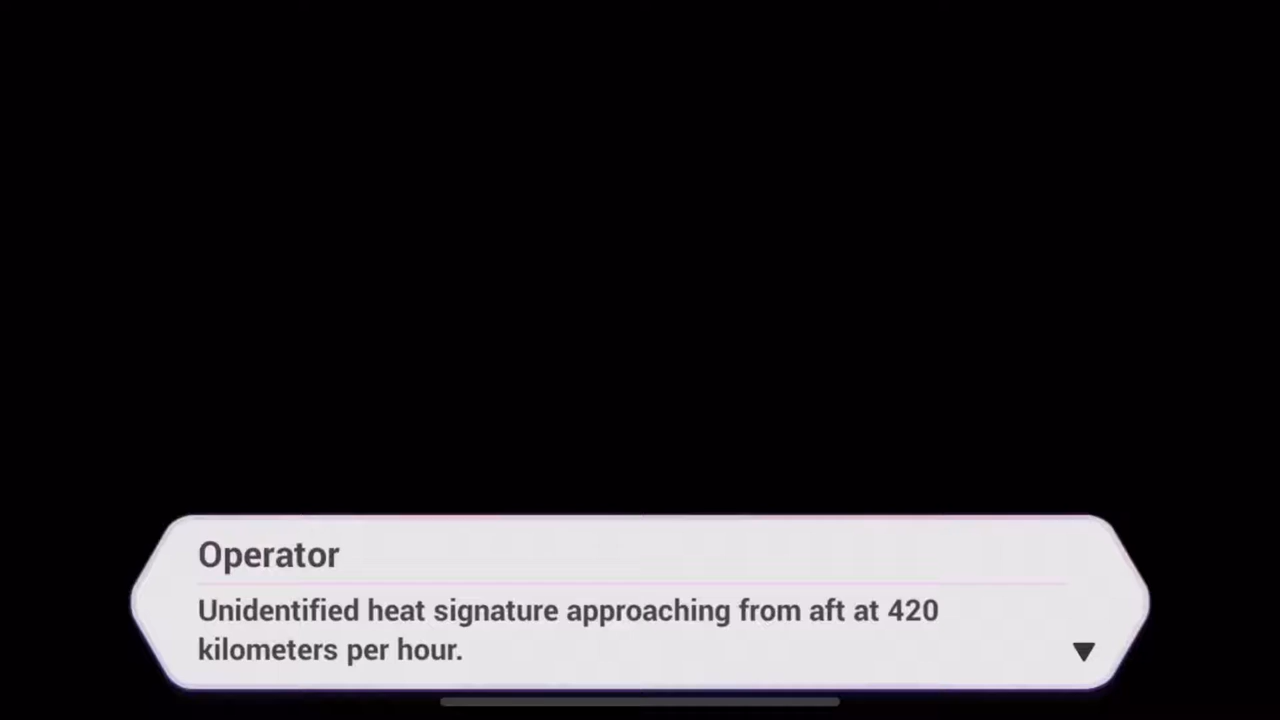 Operator
Unidentified heat signature approaching from aft at 420
kilometers per hour.